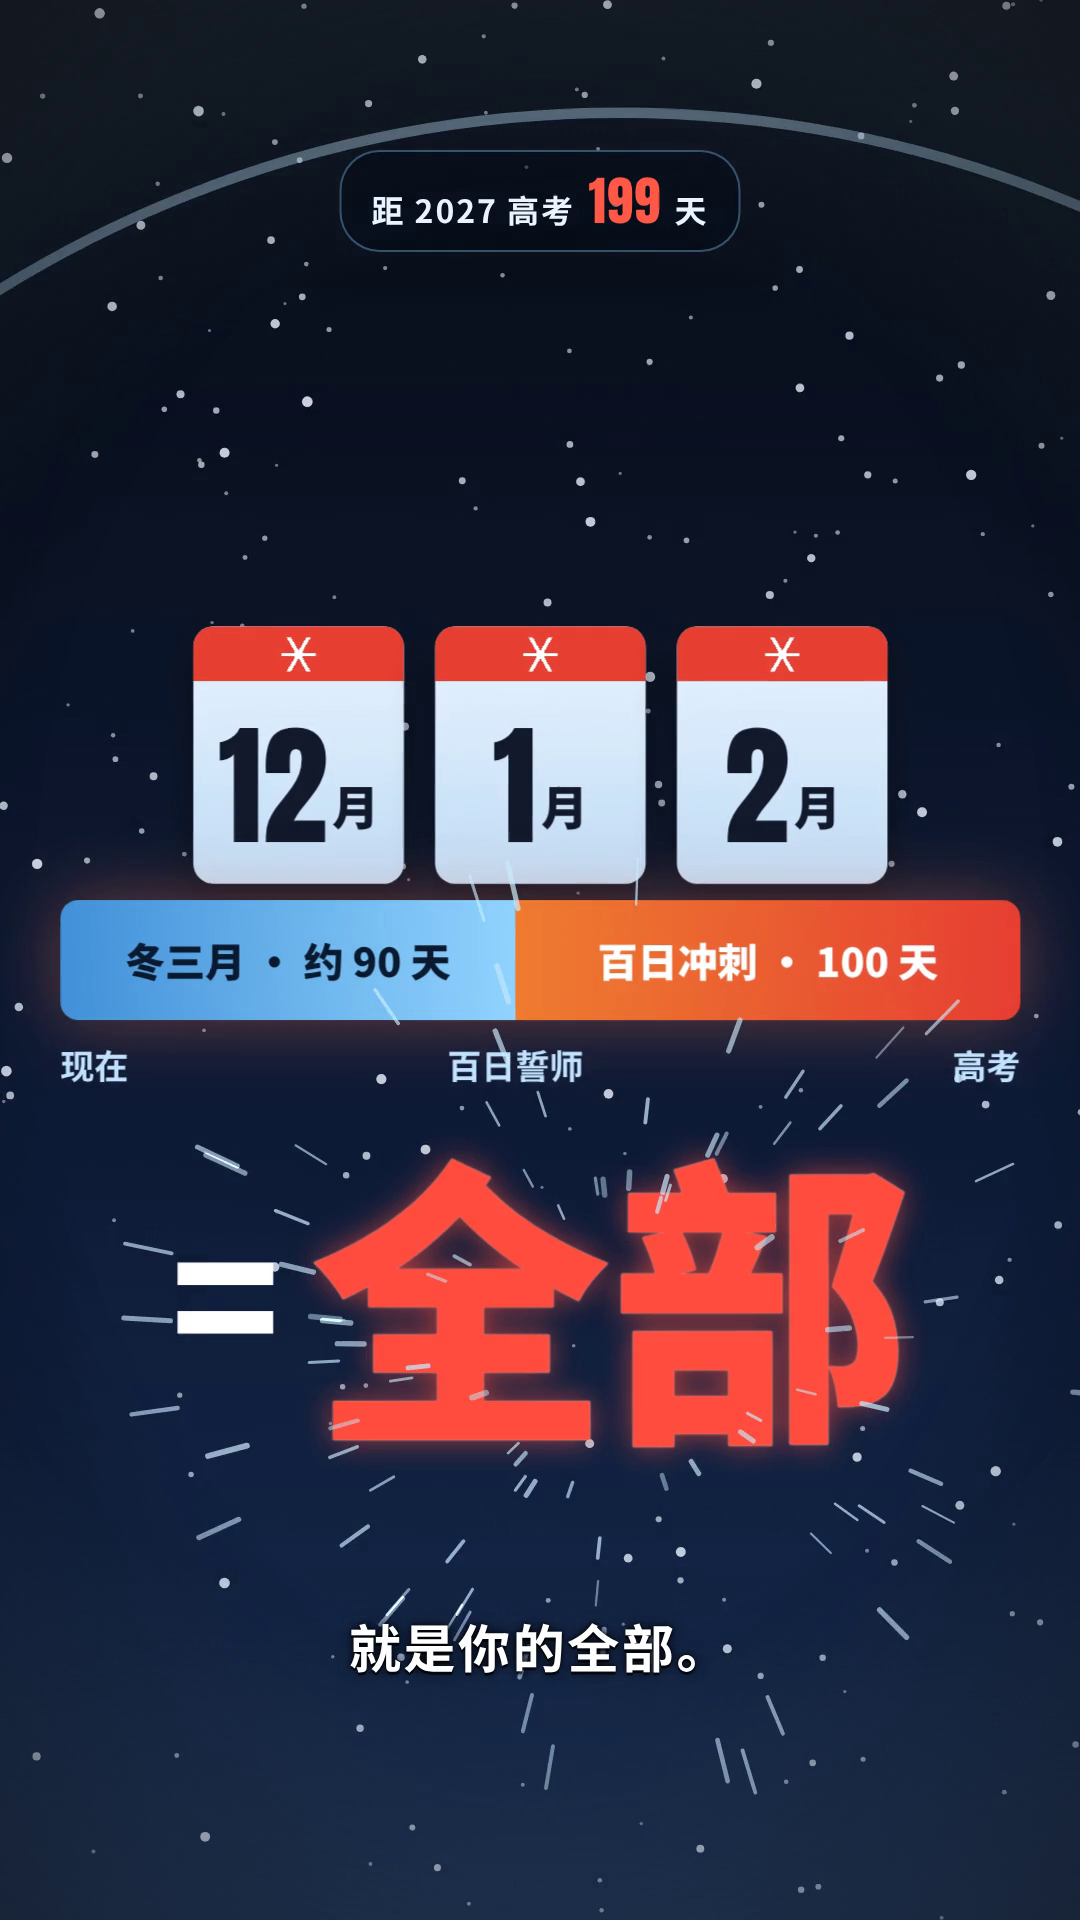 距 2027 高考 199 天
12月 1月 2月
冬三月 · 约 90 天 百日冲刺 · 100 天
现在 百日誓师 高考
=全部
就是你的全部。